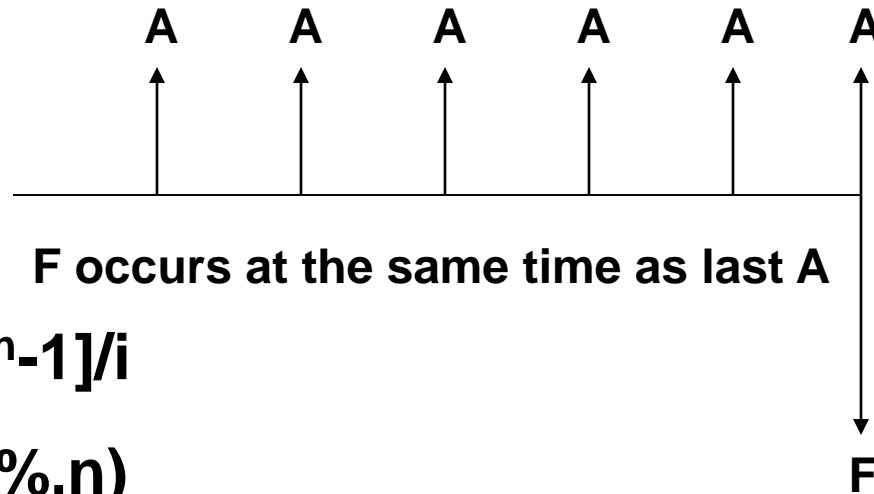 A A A A A A
F occurs at the same time as last A
ⁿ-1]/i
%,n)
F